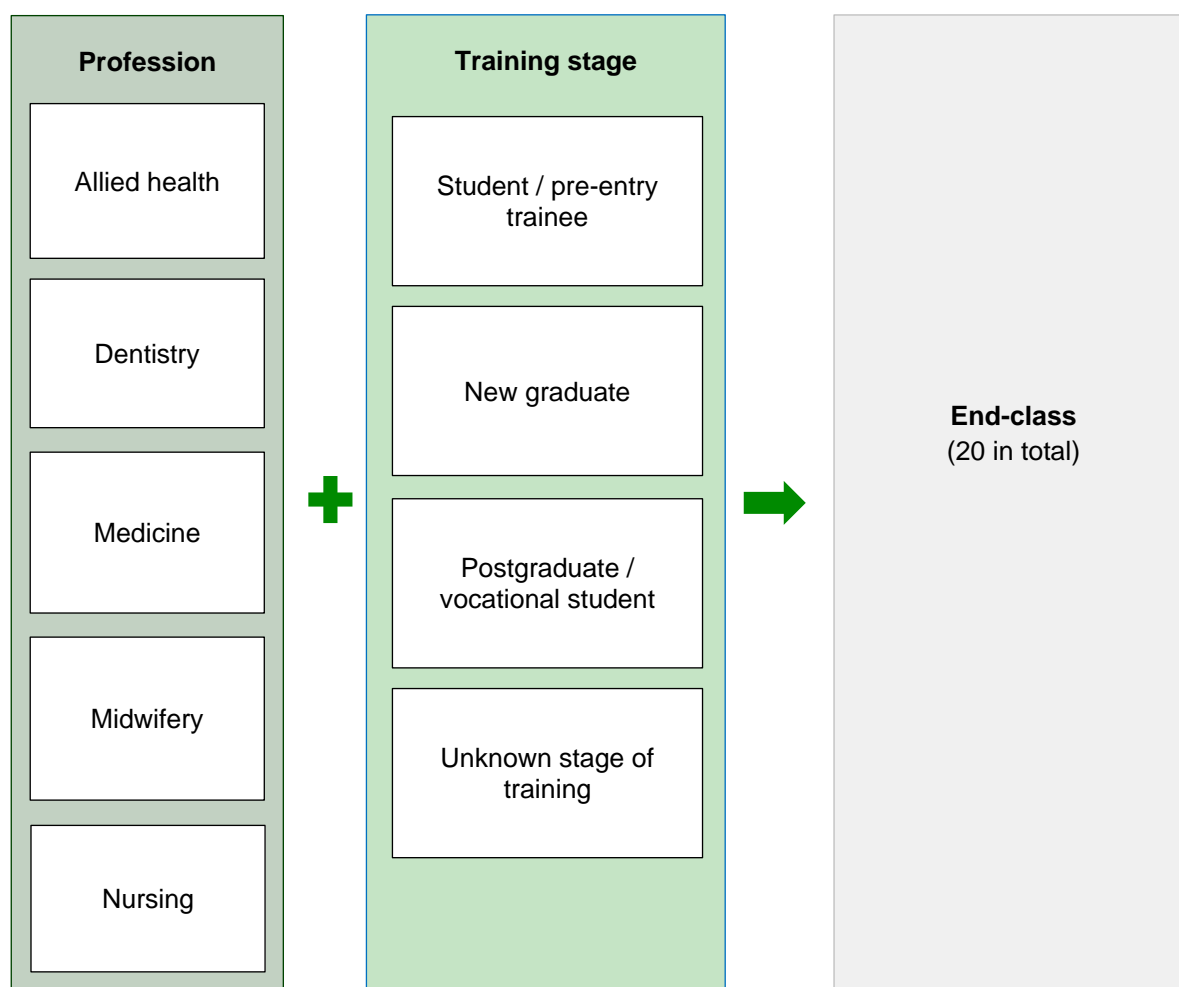 Profession
Allied health
Dentistry
Medicine
Midwifery
Nursing
Training stage
Student / pre-entry
trainee
New graduate
Postgraduate /
vocational student
Unknown stage of
training
End-class
(20 in total)